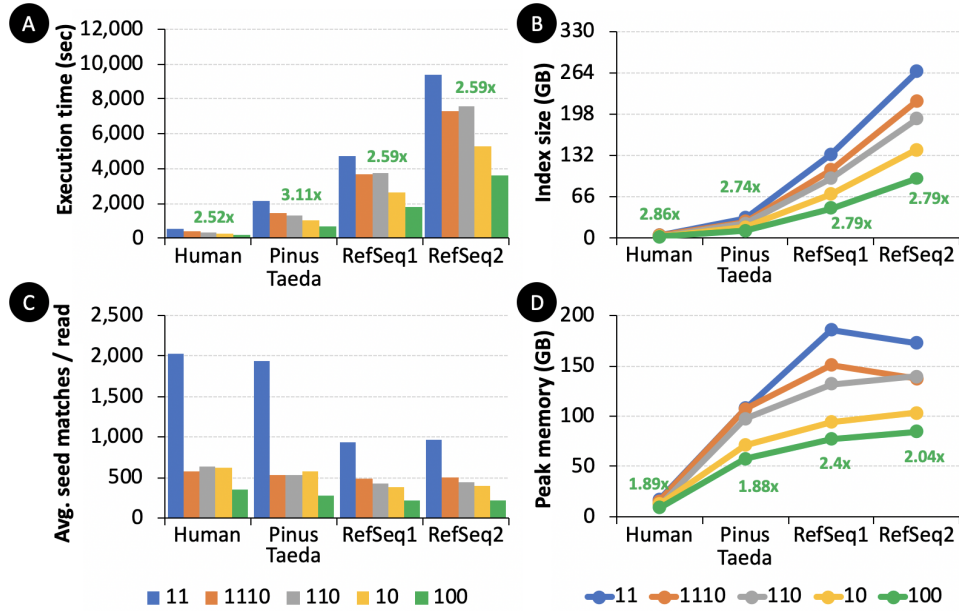 A
Execution time (sec)
12,000
10,000
8,000
6,000
4,000
2,000
0
2.52x
3.11x
2.59x
2.59x
Human
Pinus
Taeda
RefSeq1
RefSeq2
B
Index size (GB)
330
264
198
132
66
0
2.86x
2.74x
2.79x
2.79x
Human
Pinus
Taeda
RefSeq1
RefSeq2
C
Avg. seed matches / read
2,500
2,000
1,500
1,000
500
0
Human
Pinus
Taeda
RefSeq1
RefSeq2
11 1110 110 10 100
D
Peak memory (GB)
200
150
100
50
0
1.89x
1.88x
2.4x
2.04x
Human
Pinus
Taeda
RefSeq1
RefSeq2
11 1110 110 10 100